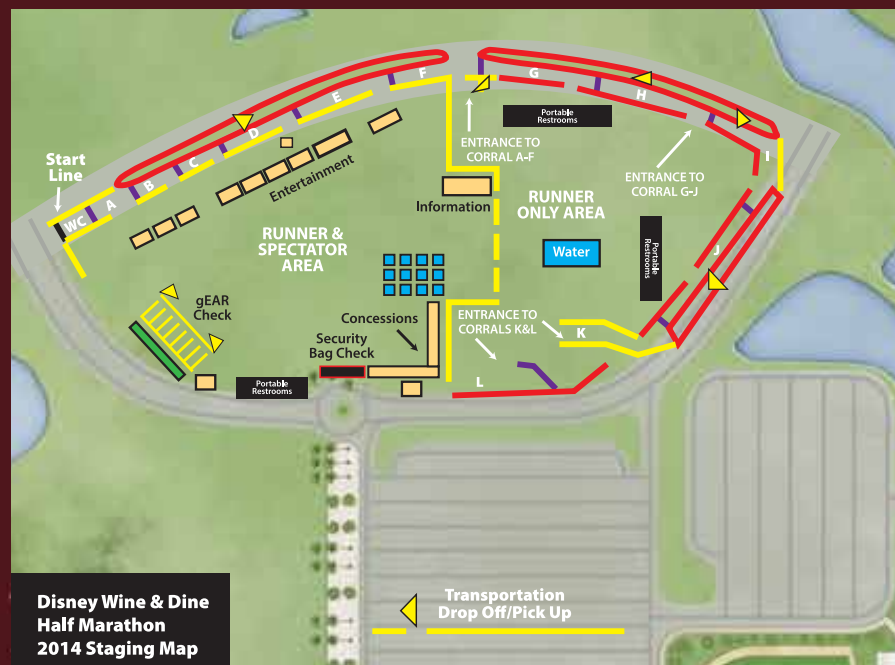 F
G
E
H
Portable
Restrooms
D
ENTRANCE TO
CORRAL A-F
C
I
Start
Line
B
Entertainment
ENTRANCE TO
CORRAL G-J
A
WC
Information
RUNNER
ONLY AREA
RUNNER &
SPECTATOR
AREA
Portable
Restrooms
J
Water
gEAR
Check
Concessions
ENTRANCE TO
CORRALS K&L
K
Security
Bag Check
L
Portable
Restrooms
Transportation
Drop Off/Pick Up
Disney Wine & Dine
Half Marathon
2014 Staging Map